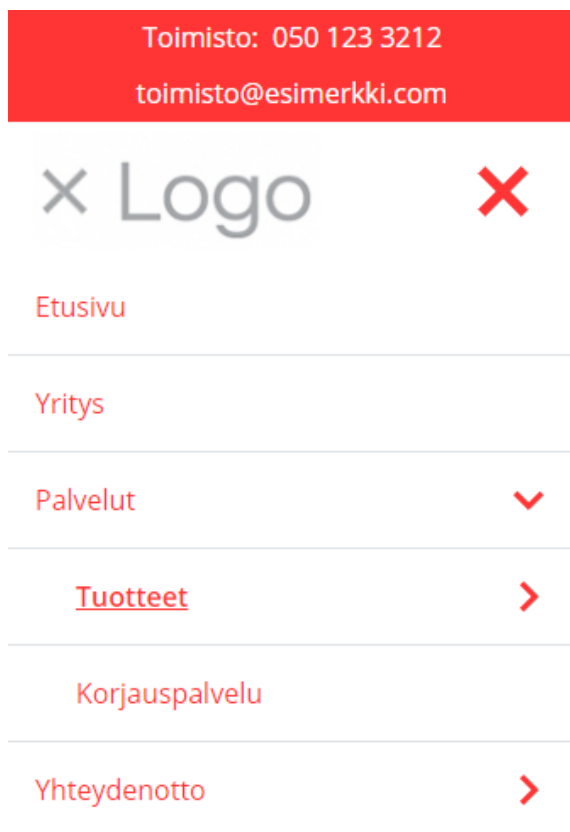 Toimisto: 050 123 3212
toimisto@esimerkki.com
× Logo
Etusivu
Yritys
Palvelut
Tuotteet
Korjauspalvelu
Yhteydenotto